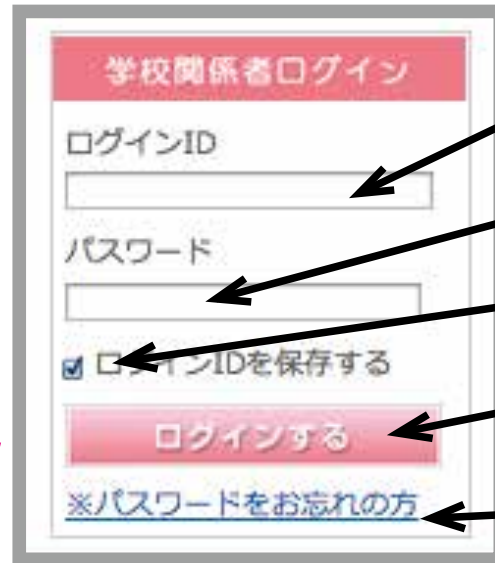 学校関係者ログイン
ログインID
パスワード
ログインIDを保存する
ログインする
※パスワードをお忘れの方